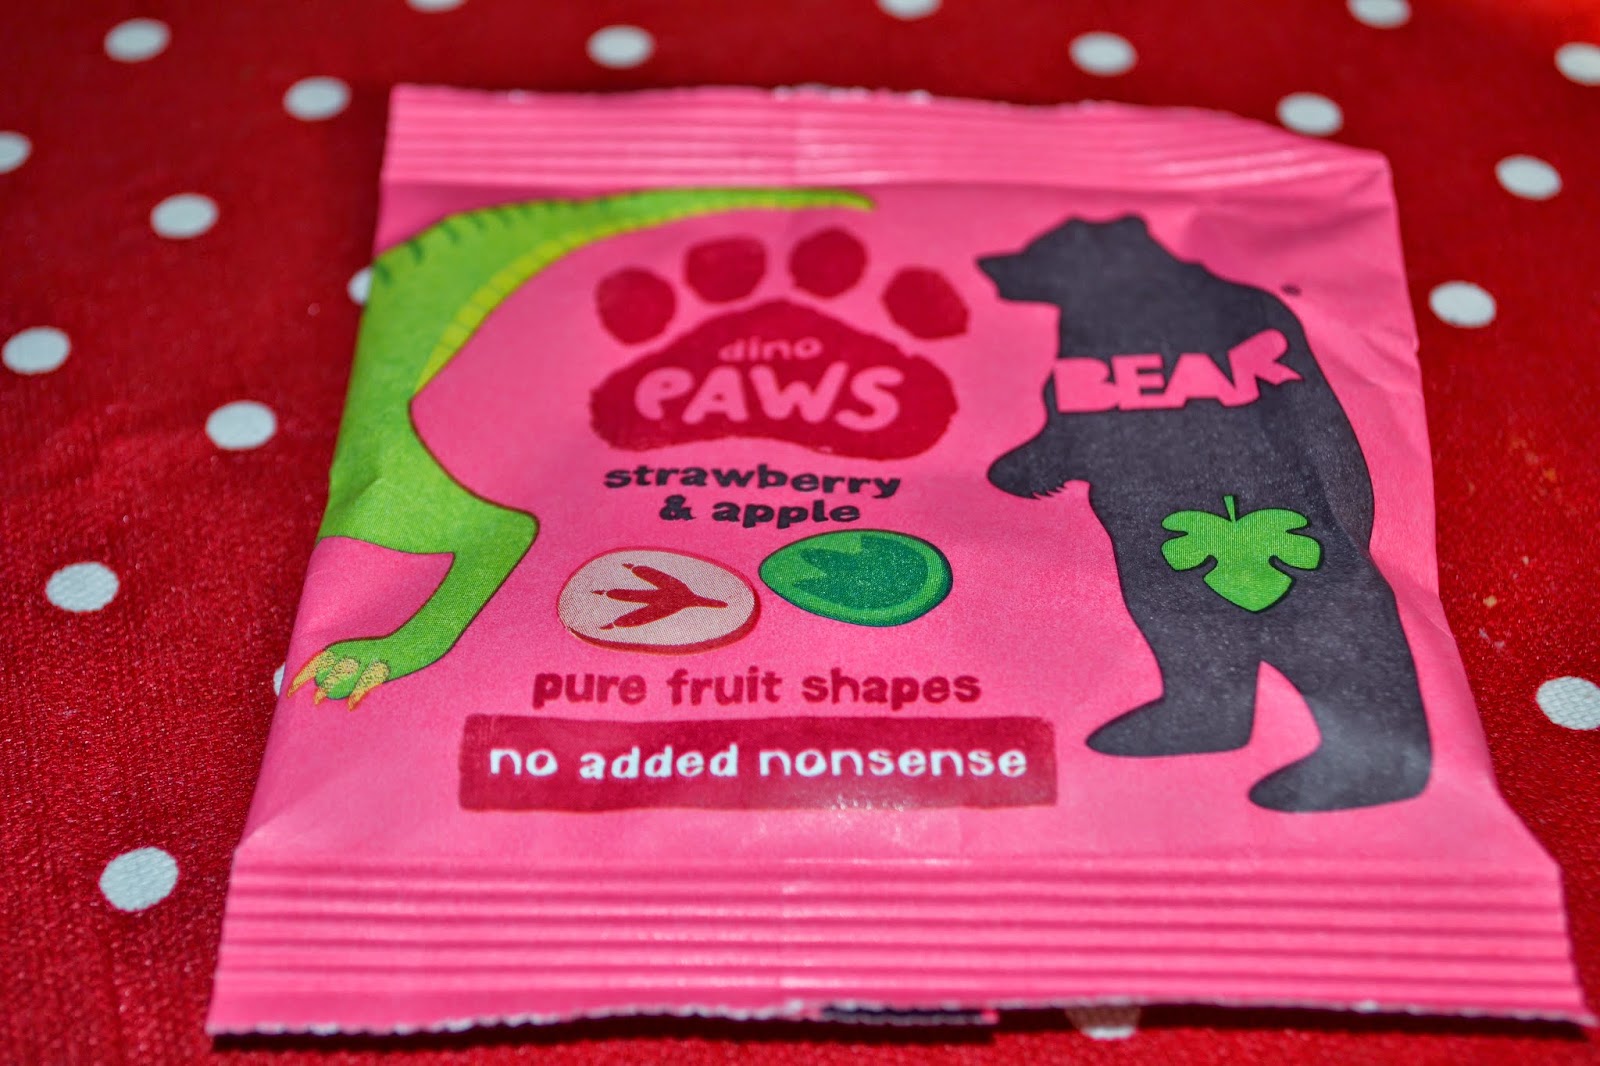 dino
PAWS
BEAR
strawberry
& apple
pure fruit shapes
no added nonsense